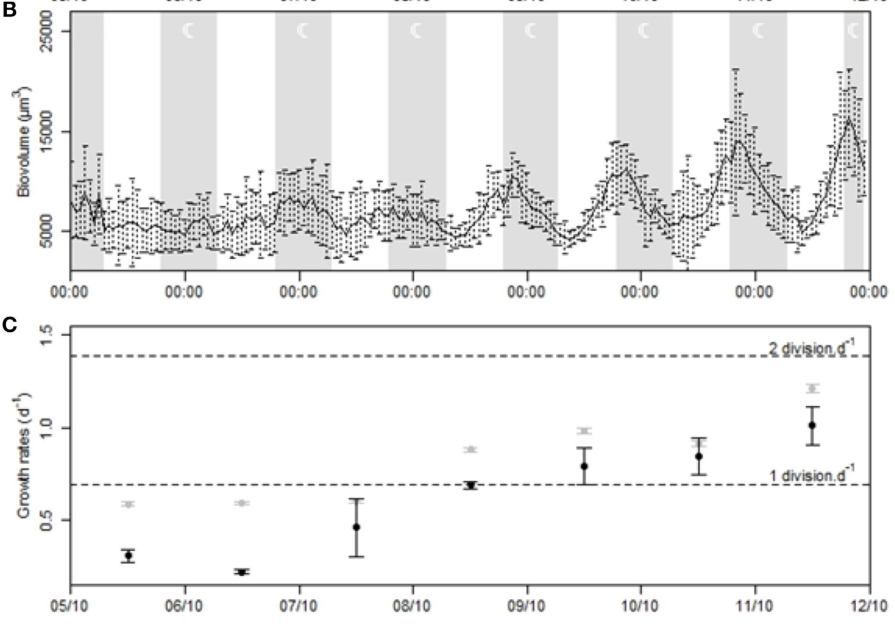 B
25000
15000
5000
Biovolume (µm³)
00:00 00:00 00:00 00:00 00:00 00:00 00:00 00:00
C
1.5
1.0
0.5
Growth rates (d⁻¹)
2 division.d⁻¹
1 division.d⁻¹
05/10 06/10 07/10 08/10 09/10 10/10 11/10 12/10